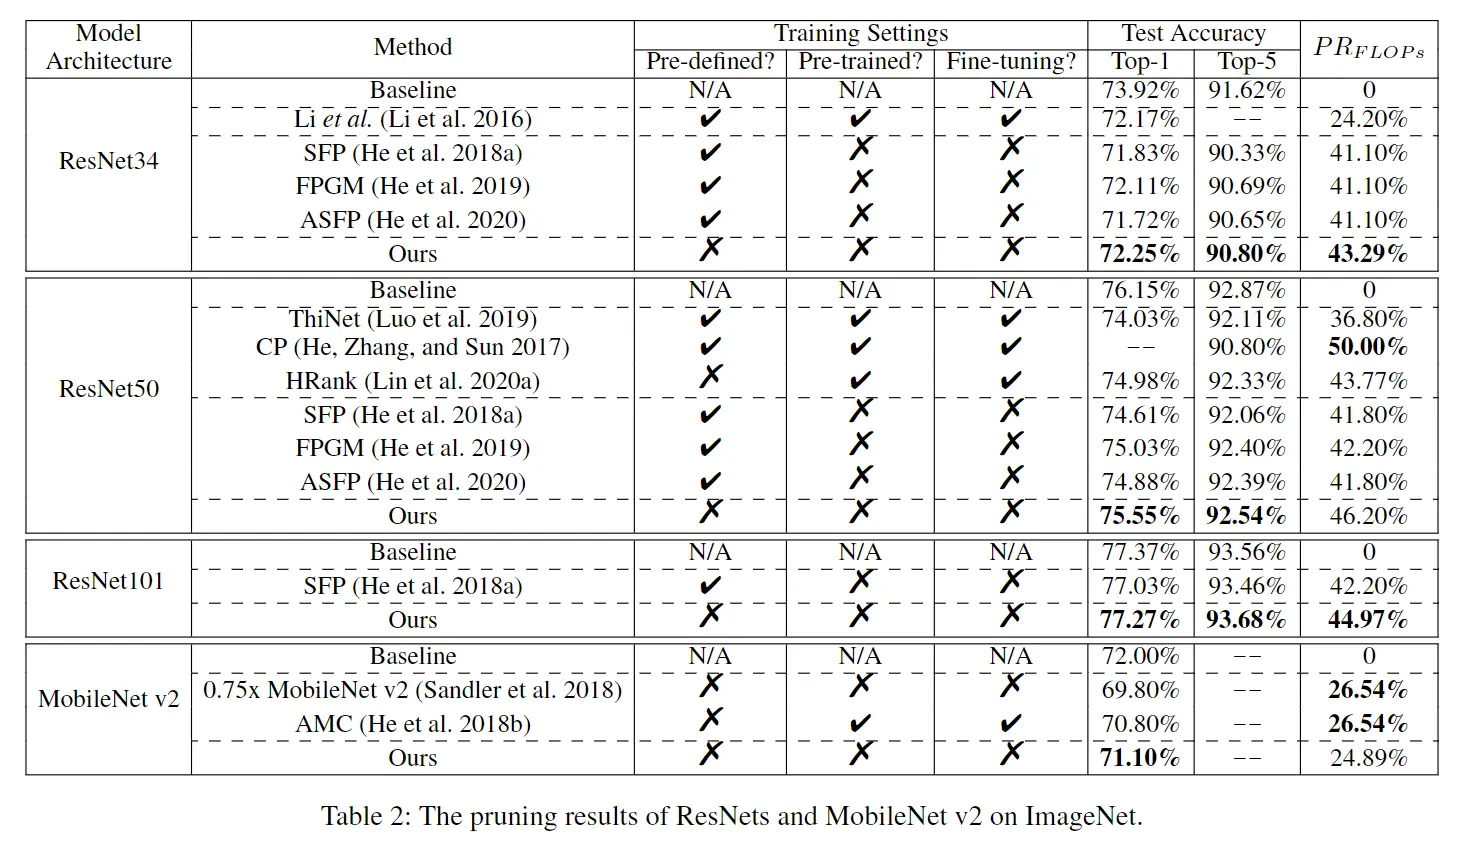 Model Architecture | Method | Training Settings | Test Accuracy | PR_FLOPs
Pre-defined? | Pre-trained? | Fine-tuning? | Top-1 | Top-5
ResNet34
Baseline | N/A | N/A | N/A | 73.92% | 91.62% | 0
Li et al. (Li et al. 2016) | ✔ | ✔ | ✔ | 72.17% | −− | 24.20%
SFP (He et al. 2018a) | ✔ | ✗ | ✗ | 71.83% | 90.33% | 41.10%
FPGM (He et al. 2019) | ✔ | ✗ | ✗ | 72.11% | 90.69% | 41.10%
ASFP (He et al. 2020) | ✔ | ✗ | ✗ | 71.72% | 90.65% | 41.10%
Ours | ✗ | ✗ | ✗ | 72.25% | 90.80% | 43.29%
ResNet50
Baseline | N/A | N/A | N/A | 76.15% | 92.87% | 0
ThiNet (Luo et al. 2019) | ✔ | ✔ | ✔ | 74.03% | 92.11% | 36.80%
CP (He, Zhang, and Sun 2017) | ✔ | ✔ | ✔ | −− | 90.80% | 50.00%
HRank (Lin et al. 2020a) | ✗ | ✔ | ✔ | 74.98% | 92.33% | 43.77%
SFP (He et al. 2018a) | ✔ | ✗ | ✗ | 74.61% | 92.06% | 41.80%
FPGM (He et al. 2019) | ✔ | ✗ | ✗ | 75.03% | 92.40% | 42.20%
ASFP (He et al. 2020) | ✔ | ✗ | ✗ | 74.88% | 92.39% | 41.80%
Ours | ✗ | ✗ | ✗ | 75.55% | 92.54% | 46.20%
ResNet101
Baseline | N/A | N/A | N/A | 77.37% | 93.56% | 0
SFP (He et al. 2018a) | ✔ | ✗ | ✗ | 77.03% | 93.46% | 42.20%
Ours | ✗ | ✗ | ✗ | 77.27% | 93.68% | 44.97%
MobileNet v2
Baseline | N/A | N/A | N/A | 72.00% | −− | 0
0.75x MobileNet v2 (Sandler et al. 2018) | ✗ | ✗ | ✗ | 69.80% | −− | 26.54%
AMC (He et al. 2018b) | ✗ | ✔ | ✔ | 70.80% | −− | 26.54%
Ours | ✗ | ✗ | ✗ | 71.10% | −− | 24.89%
Table 2: The pruning results of ResNets and MobileNet v2 on ImageNet.